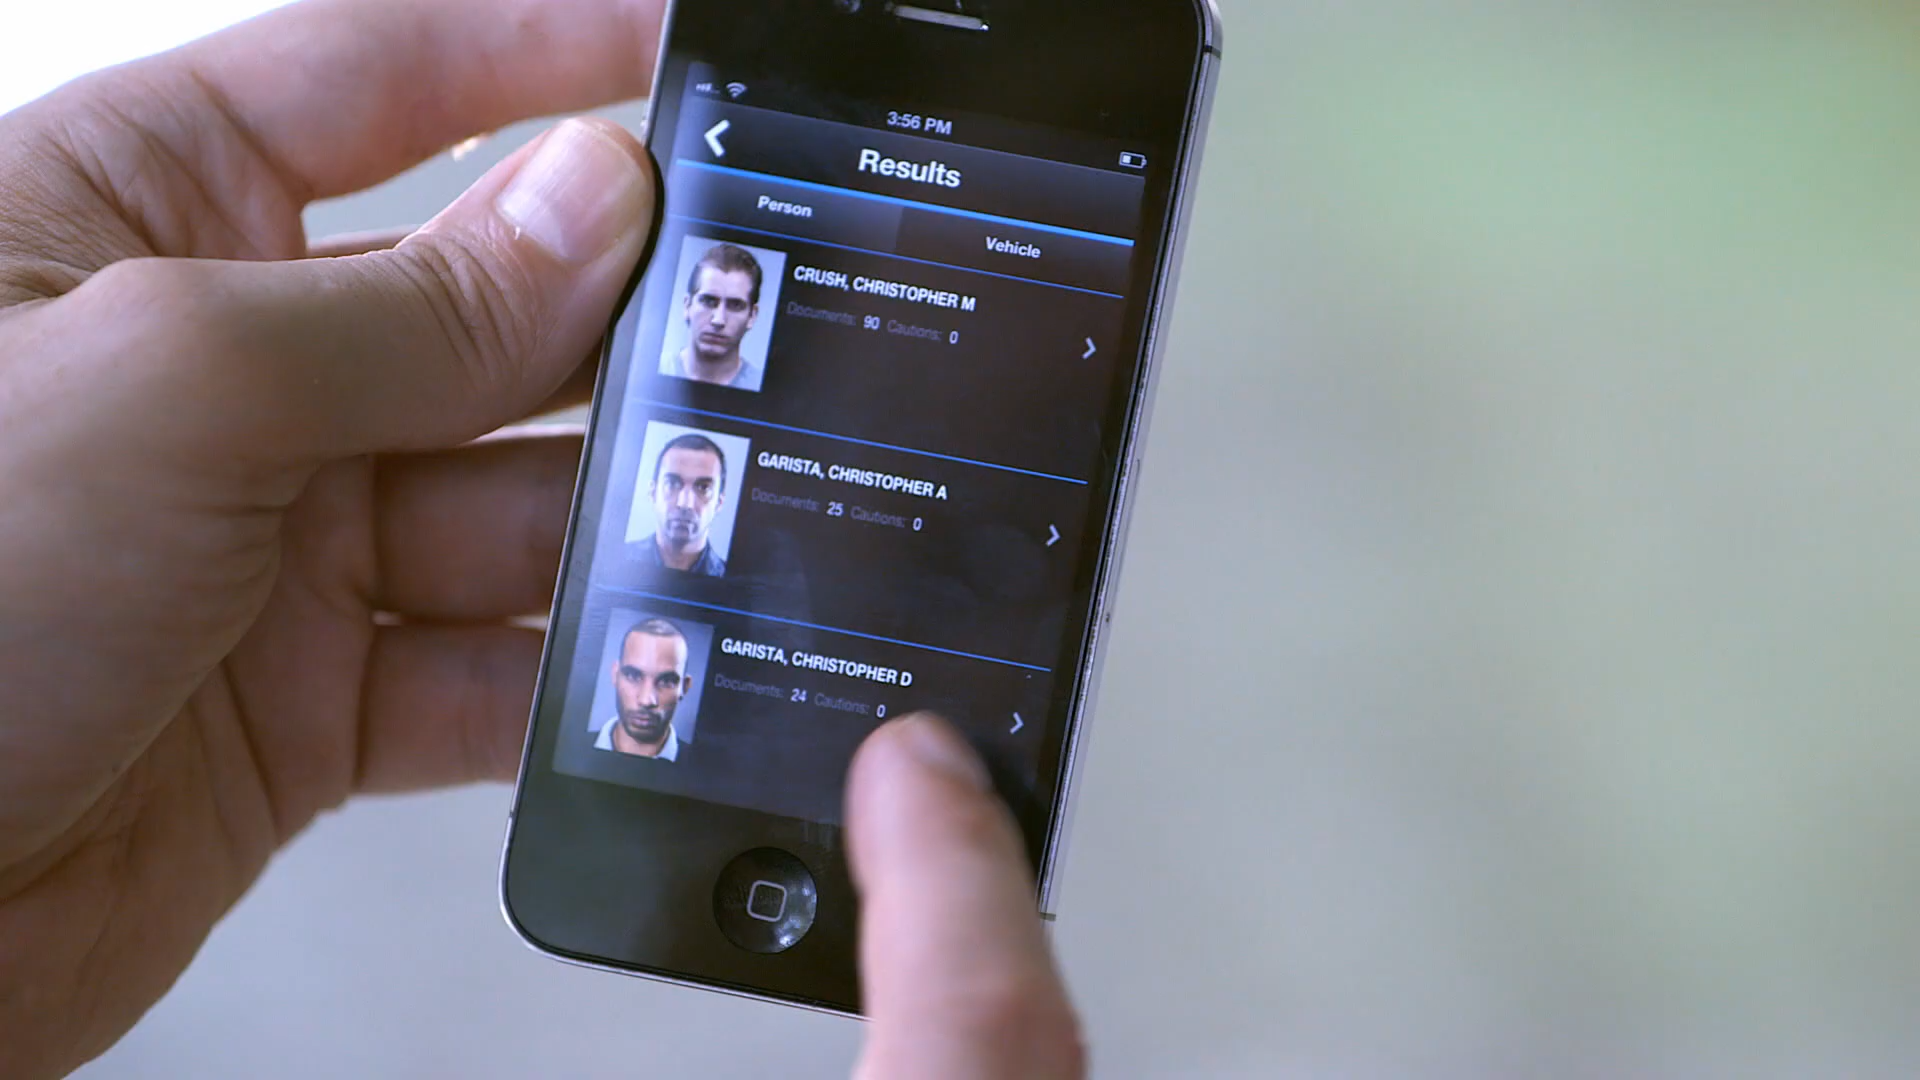 3:56 PM
Results
Person
Vehicle
CRUSH, CHRISTOPHER M
Documents: 90 Cautions: 0
GARISTA, CHRISTOPHER A
Documents: 25 Cautions: 0
GARISTA, CHRISTOPHER D
Documents: 24 Cautions: 0